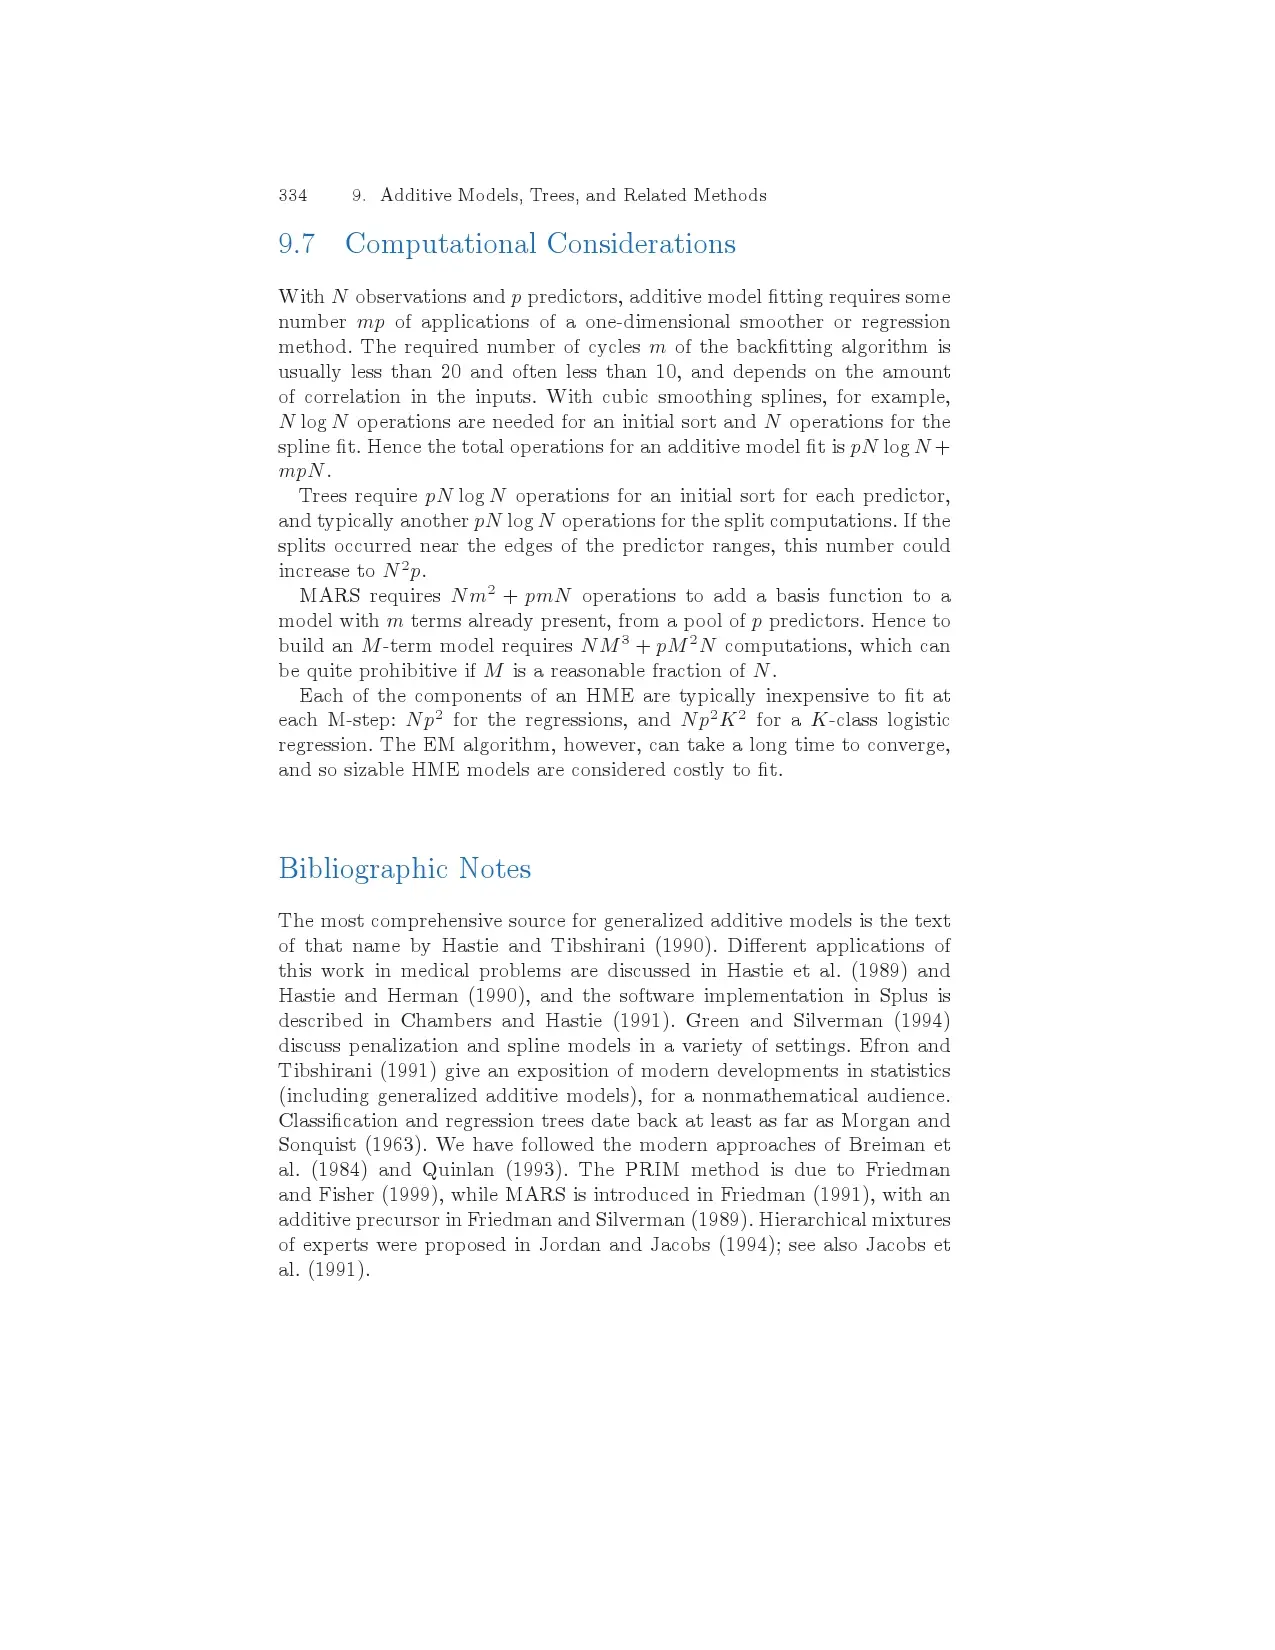 334 9. Additive Models, Trees, and Related Methods
9.7 Computational Considerations
With N observations and p predictors, additive model fitting requires some
number mp of applications of a one-dimensional smoother or regression
method. The required number of cycles m of the backfitting algorithm is
usually less than 20 and often less than 10, and depends on the amount
of correlation in the inputs. With cubic smoothing splines, for example,
N log N operations are needed for an initial sort and N operations for the
spline fit. Hence the total operations for an additive model fit is pN log N +
mpN.
Trees require pN log N operations for an initial sort for each predictor,
and typically another pN log N operations for the split computations. If the
splits occurred near the edges of the predictor ranges, this number could
increase to N²p.
MARS requires Nm² + pmN operations to add a basis function to a
model with m terms already present, from a pool of p predictors. Hence to
build an M-term model requires NM³ + pM²N computations, which can
be quite prohibitive if M is a reasonable fraction of N.
Each of the components of an HME are typically inexpensive to fit at
each M-step: Np² for the regressions, and Np²K² for a K-class logistic
regression. The EM algorithm, however, can take a long time to converge,
and so sizable HME models are considered costly to fit.
Bibliographic Notes
The most comprehensive source for generalized additive models is the text
of that name by Hastie and Tibshirani (1990). Different applications of
this work in medical problems are discussed in Hastie et al. (1989) and
Hastie and Herman (1990), and the software implementation in Splus is
described in Chambers and Hastie (1991). Green and Silverman (1994)
discuss penalization and spline models in a variety of settings. Efron and
Tibshirani (1991) give an exposition of modern developments in statistics
(including generalized additive models), for a nonmathematical audience.
Classification and regression trees date back at least as far as Morgan and
Sonquist (1963). We have followed the modern approaches of Breiman et
al. (1984) and Quinlan (1993). The PRIM method is due to Friedman
and Fisher (1999), while MARS is introduced in Friedman (1991), with an
additive precursor in Friedman and Silverman (1989). Hierarchical mixtures
of experts were proposed in Jordan and Jacobs (1994); see also Jacobs et
al. (1991).